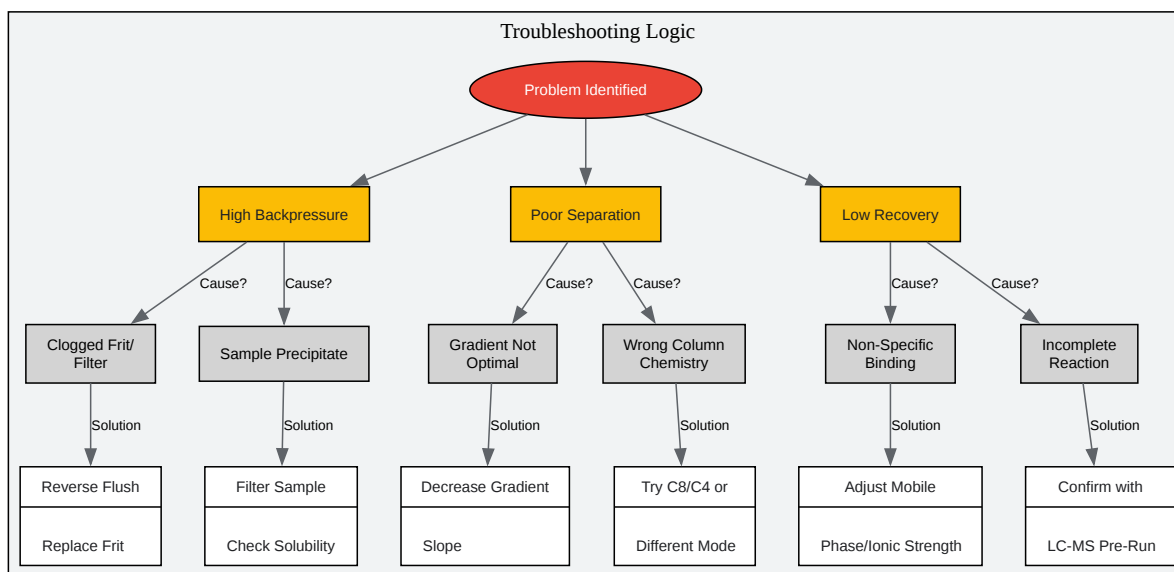 Troubleshooting Logic
Problem Identified
High Backpressure
Poor Separation
Low Recovery
Cause?
Cause?
Cause?
Cause?
Cause?
Cause?
Clogged Frit/
Filter
Sample Precipitate
Gradient Not
Optimal
Wrong Column
Chemistry
Non-Specific
Binding
Incomplete
Reaction
Solution
Solution
Solution
Solution
Solution
Solution
Reverse Flush
Replace Frit
Filter Sample
Check Solubility
Decrease Gradient
Slope
Try C8/C4 or
Different Mode
Adjust Mobile
Phase/Ionic Strength
Confirm with
LC-MS Pre-Run